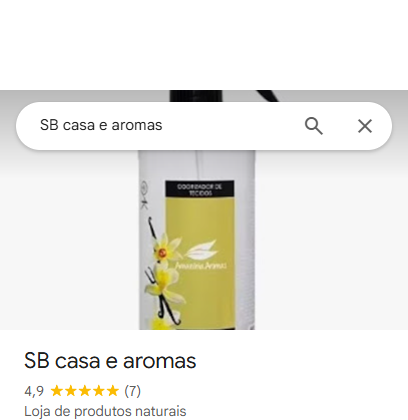 SB casa e aromas
ODORIZADOR DE
TECIDOS
Amazônia Aromas
SB casa e aromas
4,9 ★★★★★ (7)
Loja de produtos naturais